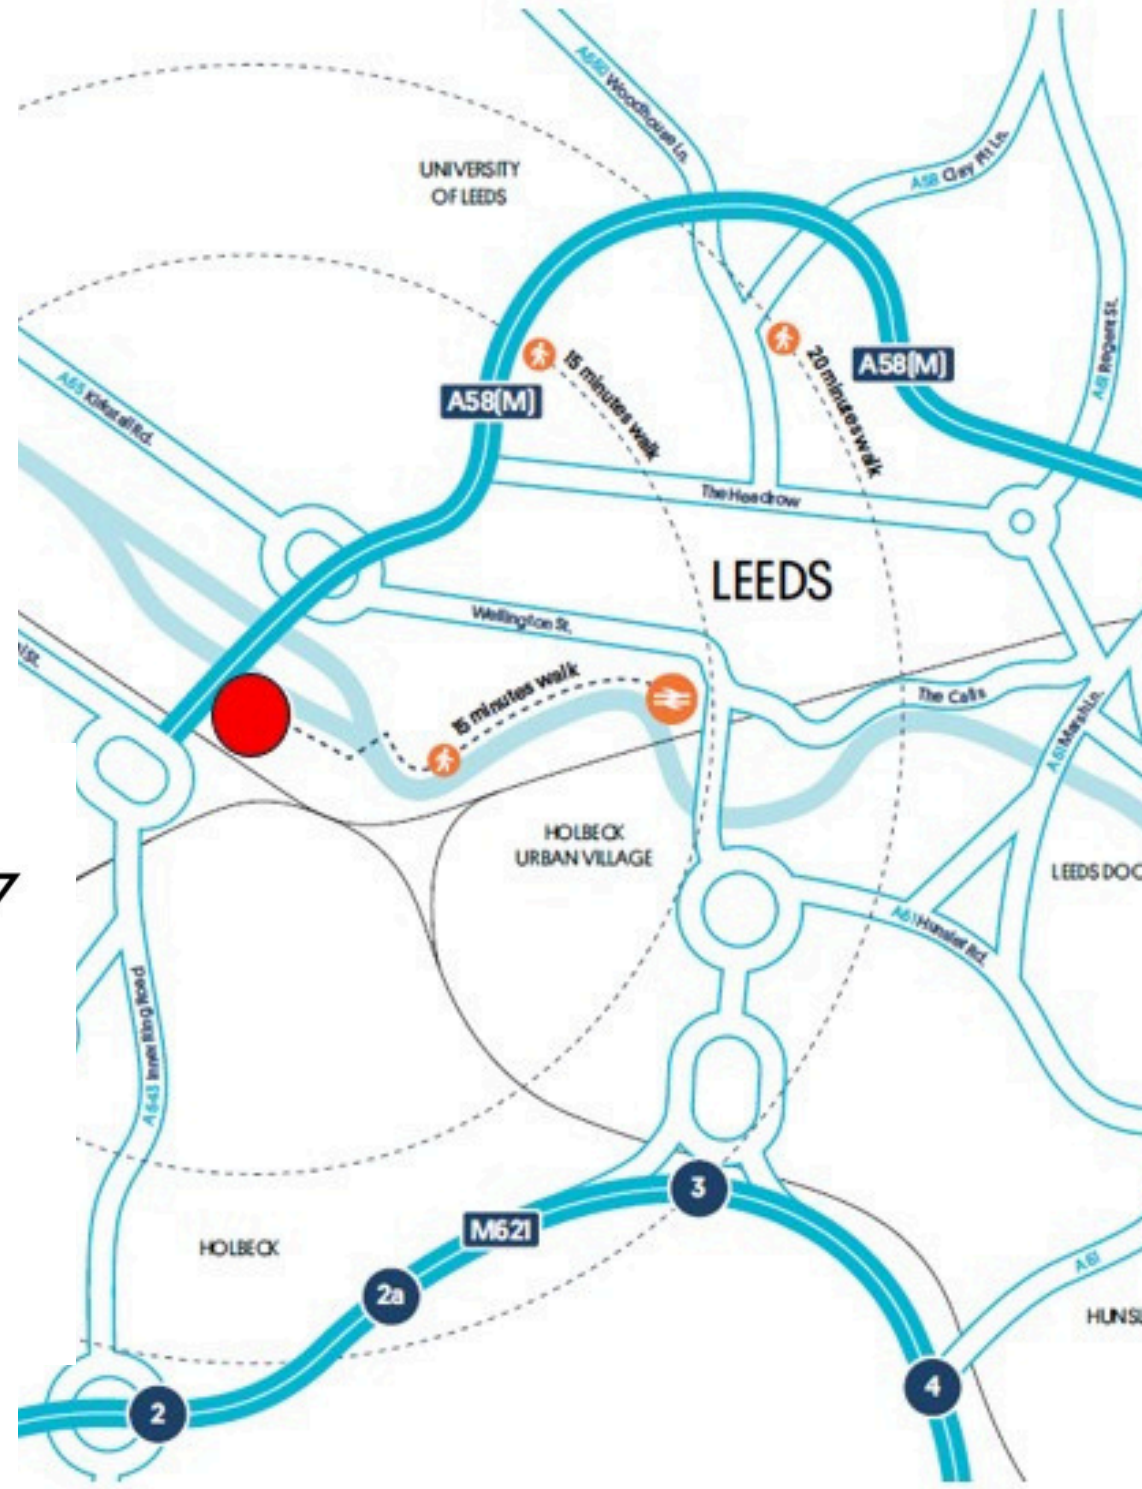 A660 Woodhouse Ln.
UNIVERSITY
OF LEEDS
A58 Clay Pit Ln.
A61 Regent St.
15 minutes walk
20 minutes walk
A58(M)
A58(M)
A65 Kirkstall Rd.
The Headrow
LEEDS
Wellington St.
15 minutes walk
The Calls
A61 Marsh Ln.
HOLBECK
URBAN VILLAGE
LEEDS DOC
A61 Hunslet Rd.
A643 Inner Ring Road
3
M621
HOLBECK
2a
A61
HUNSL
4
2